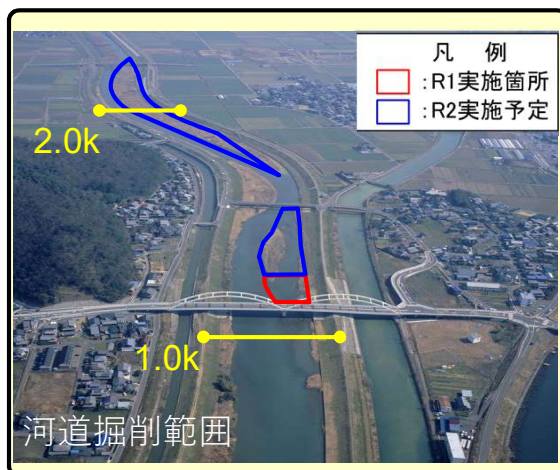 凡 例
:R1実施箇所
:R2実施予定
2.0k
1.0k
河道掘削範囲